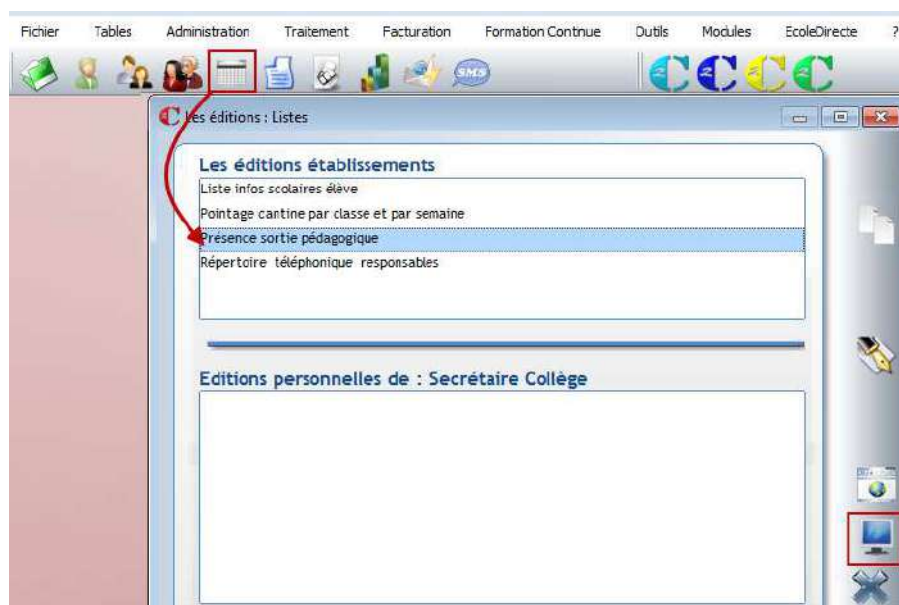 Fichier Tables Administration Traitement Facturation Formation Continue Outils Modules EcoleDirecte ?
SMS
Les éditions : Listes
Les éditions établissements
Liste infos scolaires élève
Pointage cantine par classe et par semaine
Présence sortie pédagogique
Répertoire téléphonique responsables
Editions personnelles de : Secrétaire Collège